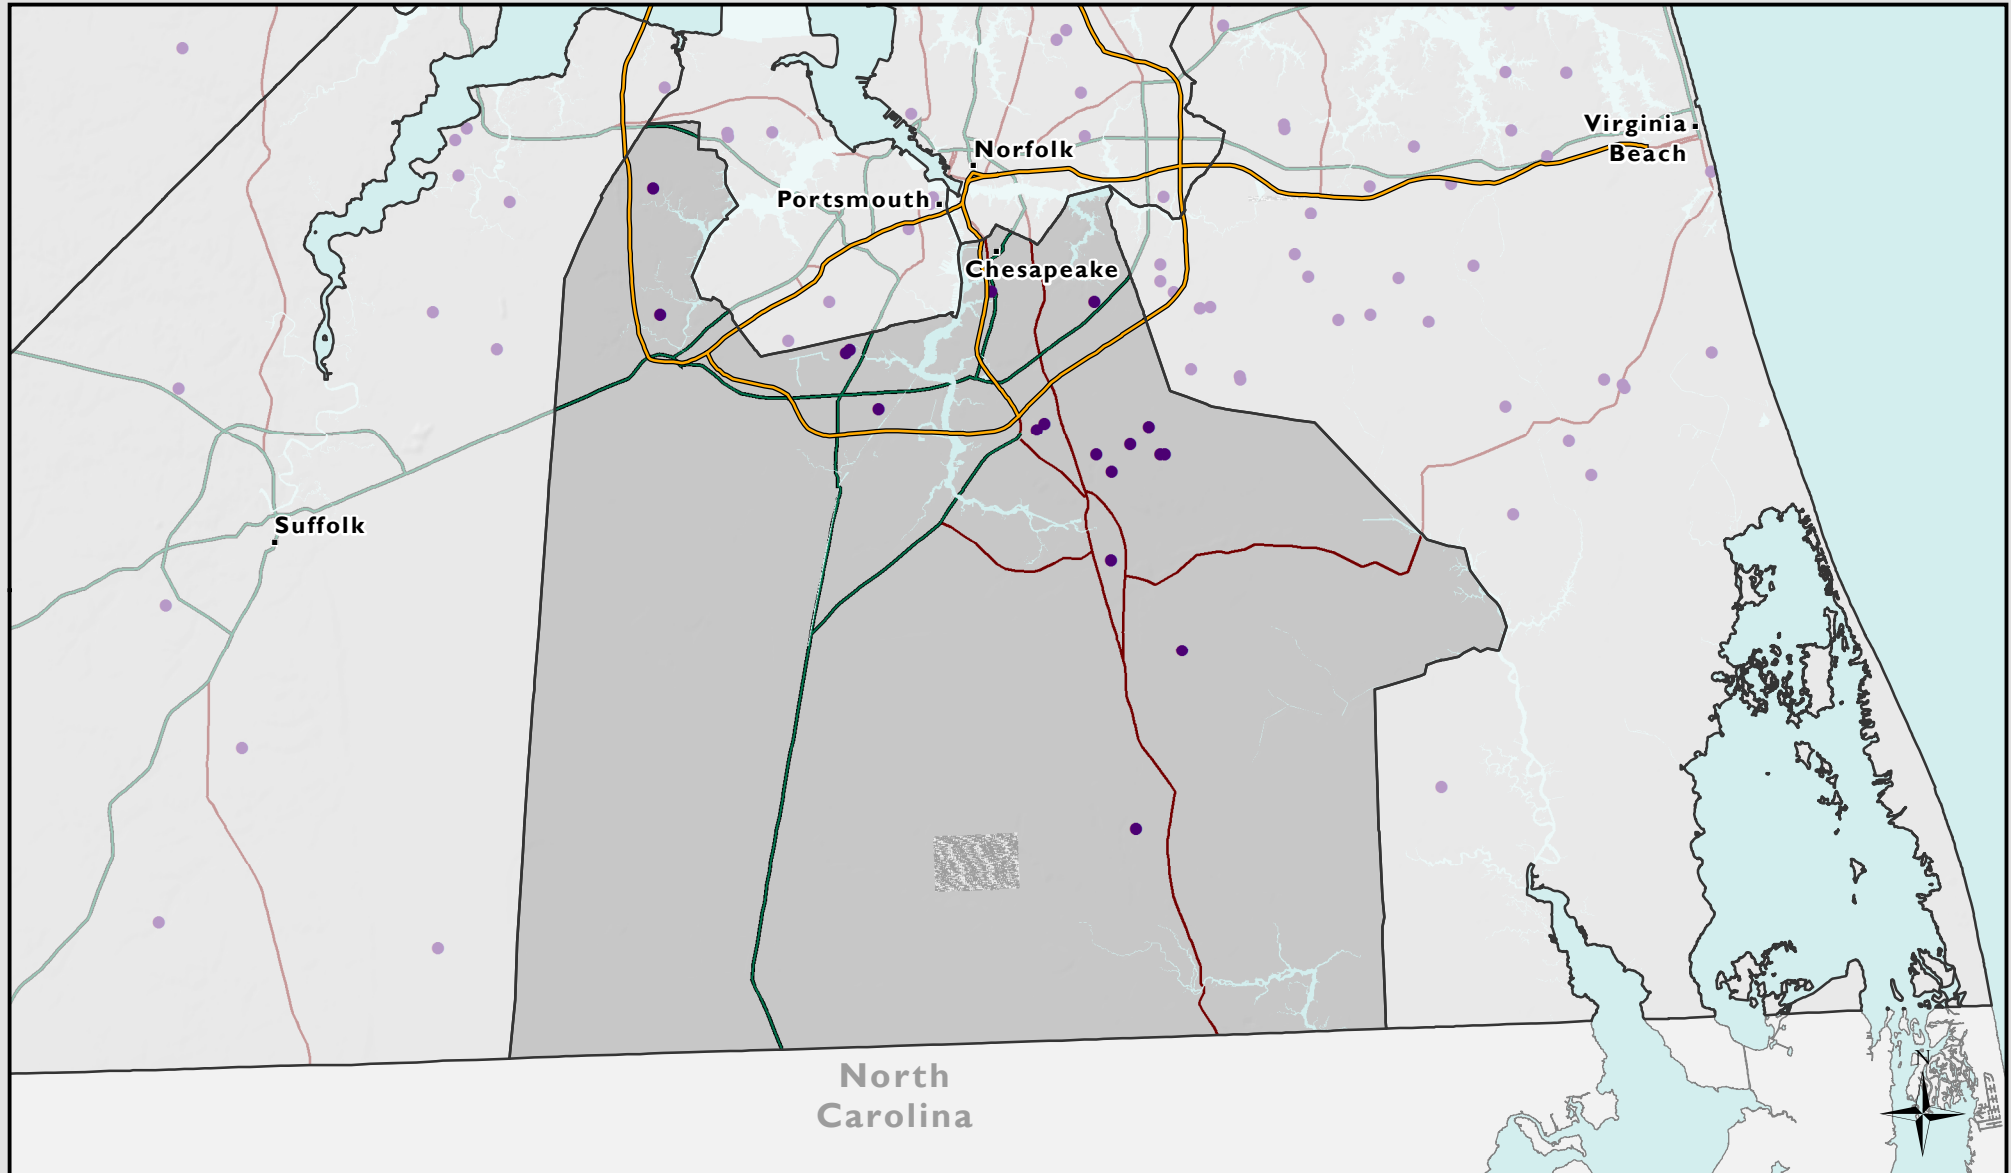 Virginia
Beach
Norfolk
Portsmouth
Chesapeake
Suffolk
North
Carolina
N